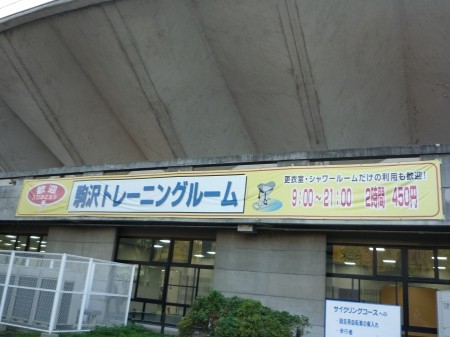 歓迎
駒沢トレーニングルーム
更衣室・シャワールームだけの利用も歓迎!
9:00～21:00 2時間 450円
サイクリングコースへの